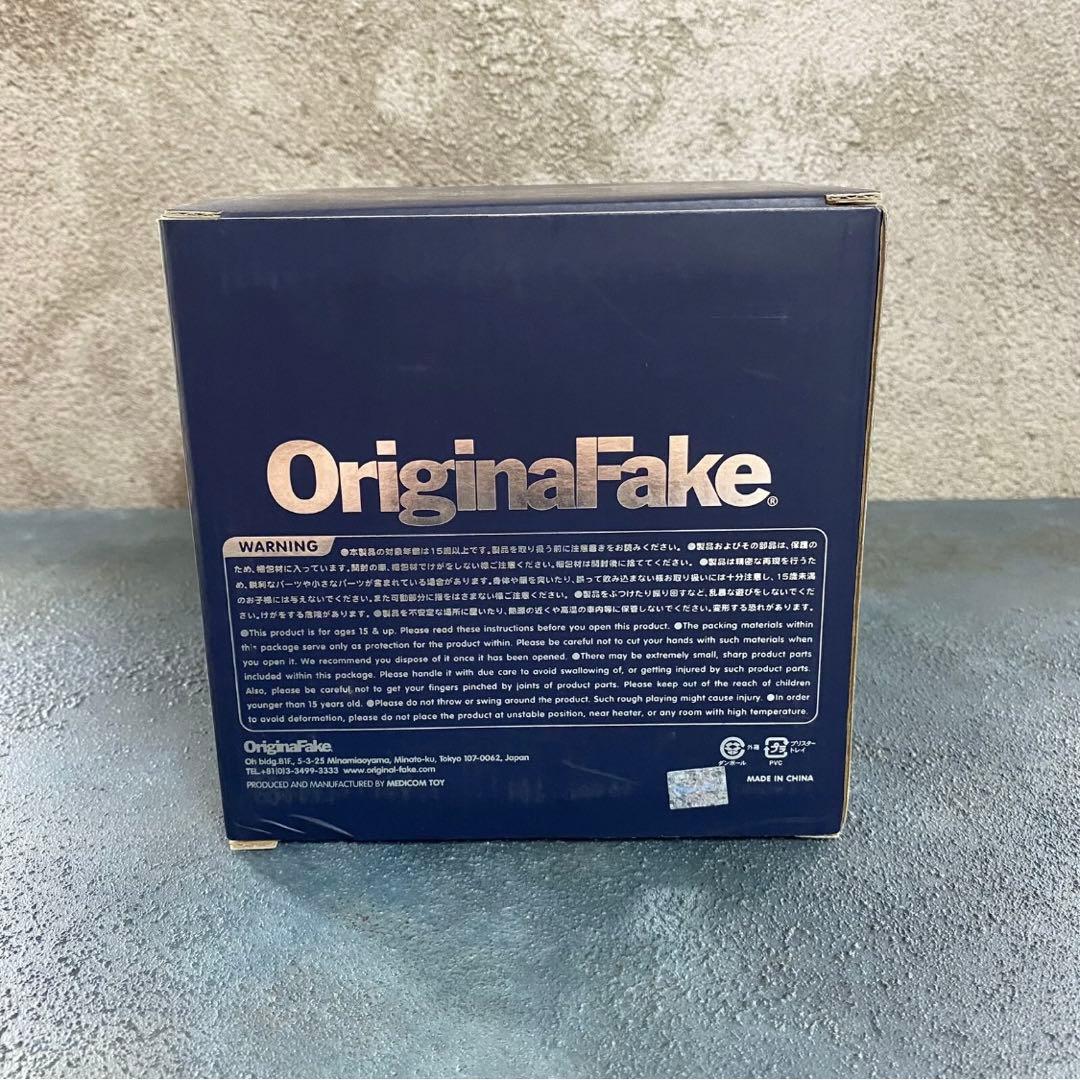 OriginalFake®
WARNING
●本製品の対象年齢は15歳以上です。製品を取り扱う前に注意書きをお読みください。 ●製品およびその部品は、保護の
ため、梱包材に入っています。開封の際、梱包材でけがをしない様ご注意ください。梱包材は開封後に捨ててください。 ●製品は精密な再現を行うた
め、鋭利なパーツや小さなパーツが含まれている場合があります。身体や顔を突いたり、誤って飲み込まない様お取り扱いには十分注意し、15歳未満
のお子様には与えないでください。また可動部分に指をはさまない様ご注意ください。 ●製品をぶつけたり振り回すなど、乱暴な遊びをしないでくだ
さい。けがをする危険があります。 ●製品を不安定な場所に置いたり、熱源の近くや高温の車内等に保管しないでください。変形する恐れがあります。
●This product is for ages 15 & up. Please read these instructions before you open this product. ●The packing materials within
this package serve only as protection for the product within. Please be careful not to cut your hands with such materials when
you open it. We recommend you dispose of it once it has been opened. ●There may be extremely small, sharp product parts
included within this package. Please handle it with due care to avoid swallowing of, or getting injured by such product parts.
Also, please be careful not to get your fingers pinched by joints of product parts. Please keep out of the reach of children
younger than 15 years old. ●Please do not throw or swing around the product. Such rough playing might cause injury. ●In order
to avoid deformation, please do not place the product at unstable position, near heater, or any room with high temperature.
OriginalFake®
Oh bldg.B1F., 5-3-25 Minamiaoyama, Minato-ku, Tokyo 107-0062, Japan
TEL.+81(0)3-3499-3333 www.original-fake.com
PRODUCED AND MANUFACTURED BY MEDICOM TOY
外箱
ダンボール
プラ
ブリスター
トレイ
PVC
MADE IN CHINA